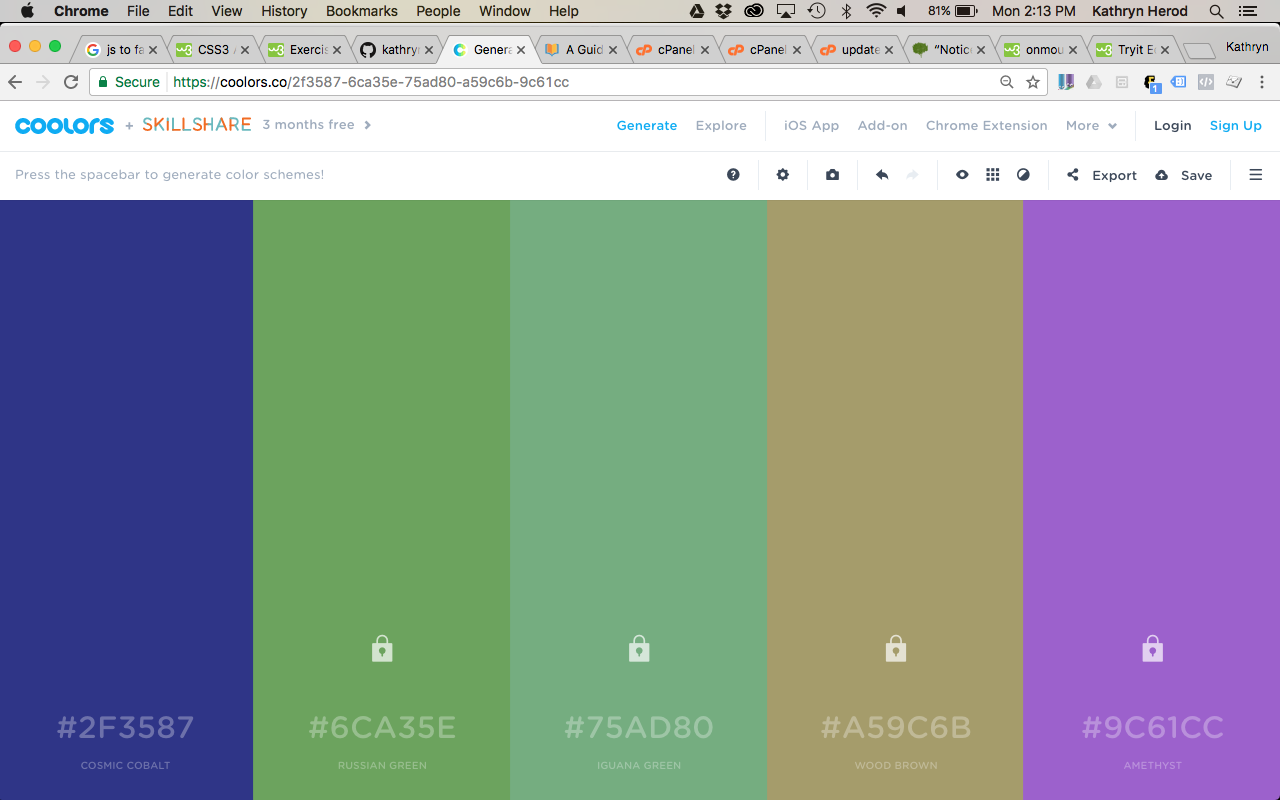 Chrome File Edit View History Bookmarks People Window Help 81% Mon 2:13 PM Kathryn Herod
js to fa CSS3 Exercis kathry Genera A Guid cPanel cPanel update "Notic onmou Tryit E Kathryn
Secure https://coolors.co/2f3587-6ca35e-75ad80-a59c6b-9c61cc 1
coolors + SKILLSHARE 3 months free Generate Explore iOS App Add-on Chrome Extension More Login Sign Up
Press the spacebar to generate color schemes! Export Save
#2F3587 #6CA35E #75AD80 #A59C6B #9C61CC
COSMIC COBALT RUSSIAN GREEN IGUANA GREEN WOOD BROWN AMETHYST